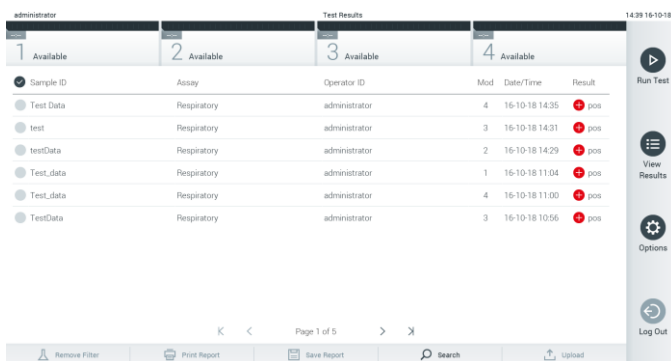 administrator Test Results 14:39 16-10-18
--:-- --:-- --:-- --:--
1 Available 2 Available 3 Available 4 Available
Run Test
Sample ID Assay Operator ID Mod Date/Time Result
Test Data Respiratory administrator 4 16-10-18 14:35 pos
test Respiratory administrator 3 16-10-18 14:31 pos
testData Respiratory administrator 2 16-10-18 14:29 pos
View
Results
Test_data Respiratory administrator 1 16-10-18 11:04 pos
Test_data Respiratory administrator 4 16-10-18 11:00 pos
TestData Respiratory administrator 3 16-10-18 10:56 pos
Options
Page 1 of 5
Log Out
Remove Filter Print Report Save Report Search Upload